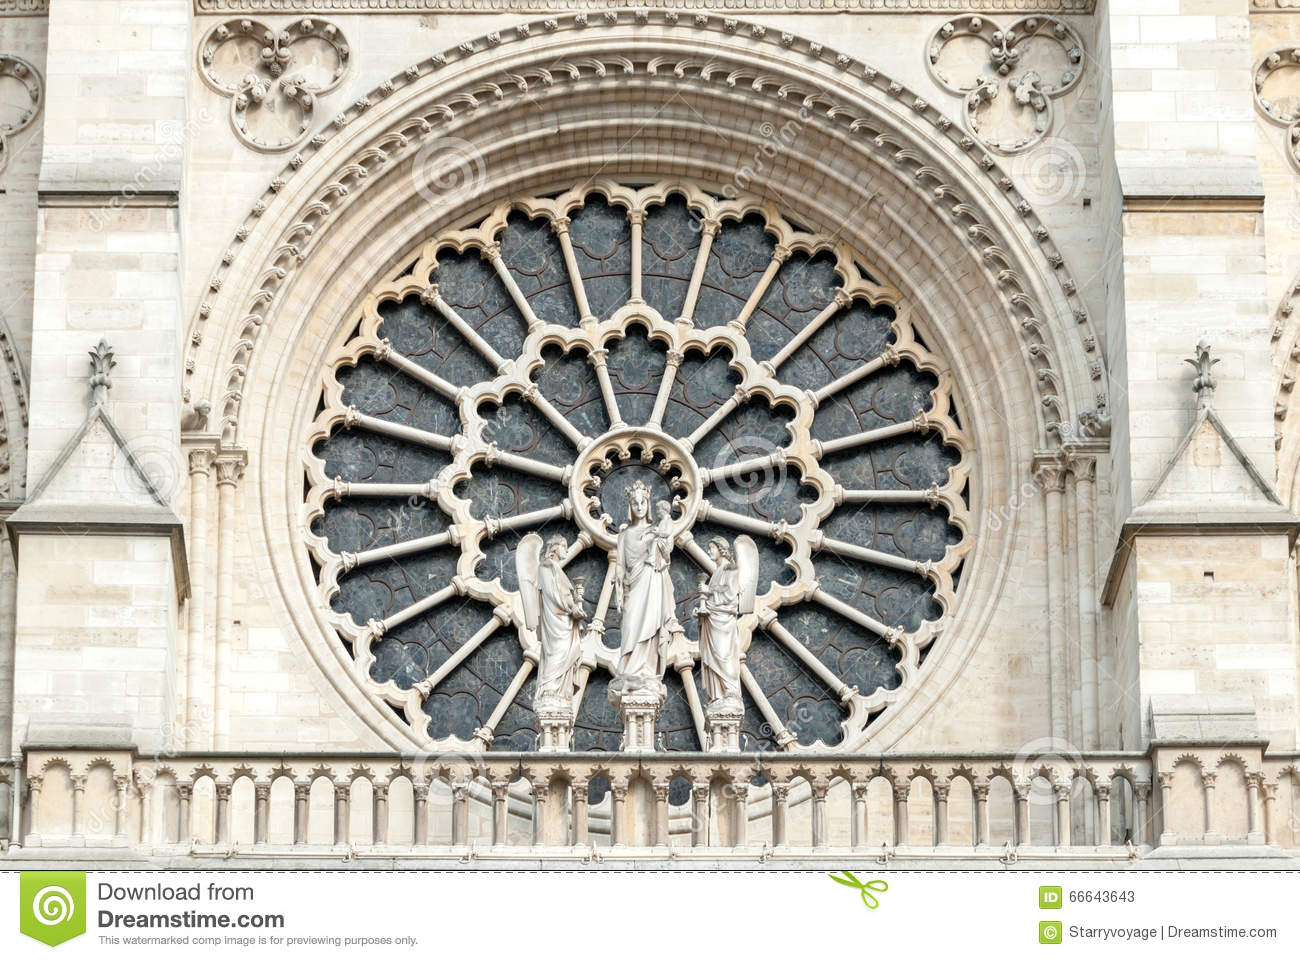 Download from
Dreamstime.com
This watermarked comp image is for previewing purposes only.
ID 66643643
© Starryvoyage | Dreamstime.com